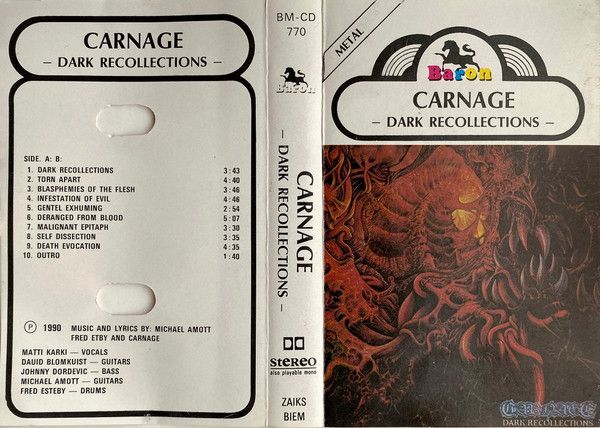 CARNAGE
– DARK RECOLLECTIONS –
SIDE. A: B:
1. DARK RECOLLECTIONS 3:43
2. TORN APART 4:40
3. BLASPHEMIES OF THE FLESH 3:46
4. INFESTATION OF EVIL 4:46
5. GENTEL EXHUMING 2:54
6. DERANGED FROM BLOOD 5:07
7. MALIGNANT EPITAPH 3:30
8. SELF DISSECTION 3:35
9. DEATH EVOCATION 4:35
10. OUTRO 1:40
Ⓟ 1990 MUSIC AND LYRICS BY: MICHAEL AMOTT
FRED ETBY AND CARNAGE
MATTI KARKI — VOCALS
DAUID BLOMKUIST — GUITARS
JOHNNY DORDEVIC — BASS
MICHAEL AMOTT — GUITARS
FRED ESTEBY — DRUMS
BM-CD
770
Baron
CARNAGE
– DARK RECOLLECTIONS –
stereo
also playable mono
ZAIKS
BIEM
METAL
Baron
CARNAGE
– DARK RECOLLECTIONS –
CARNAGE
DARK RECOLLECTIONS